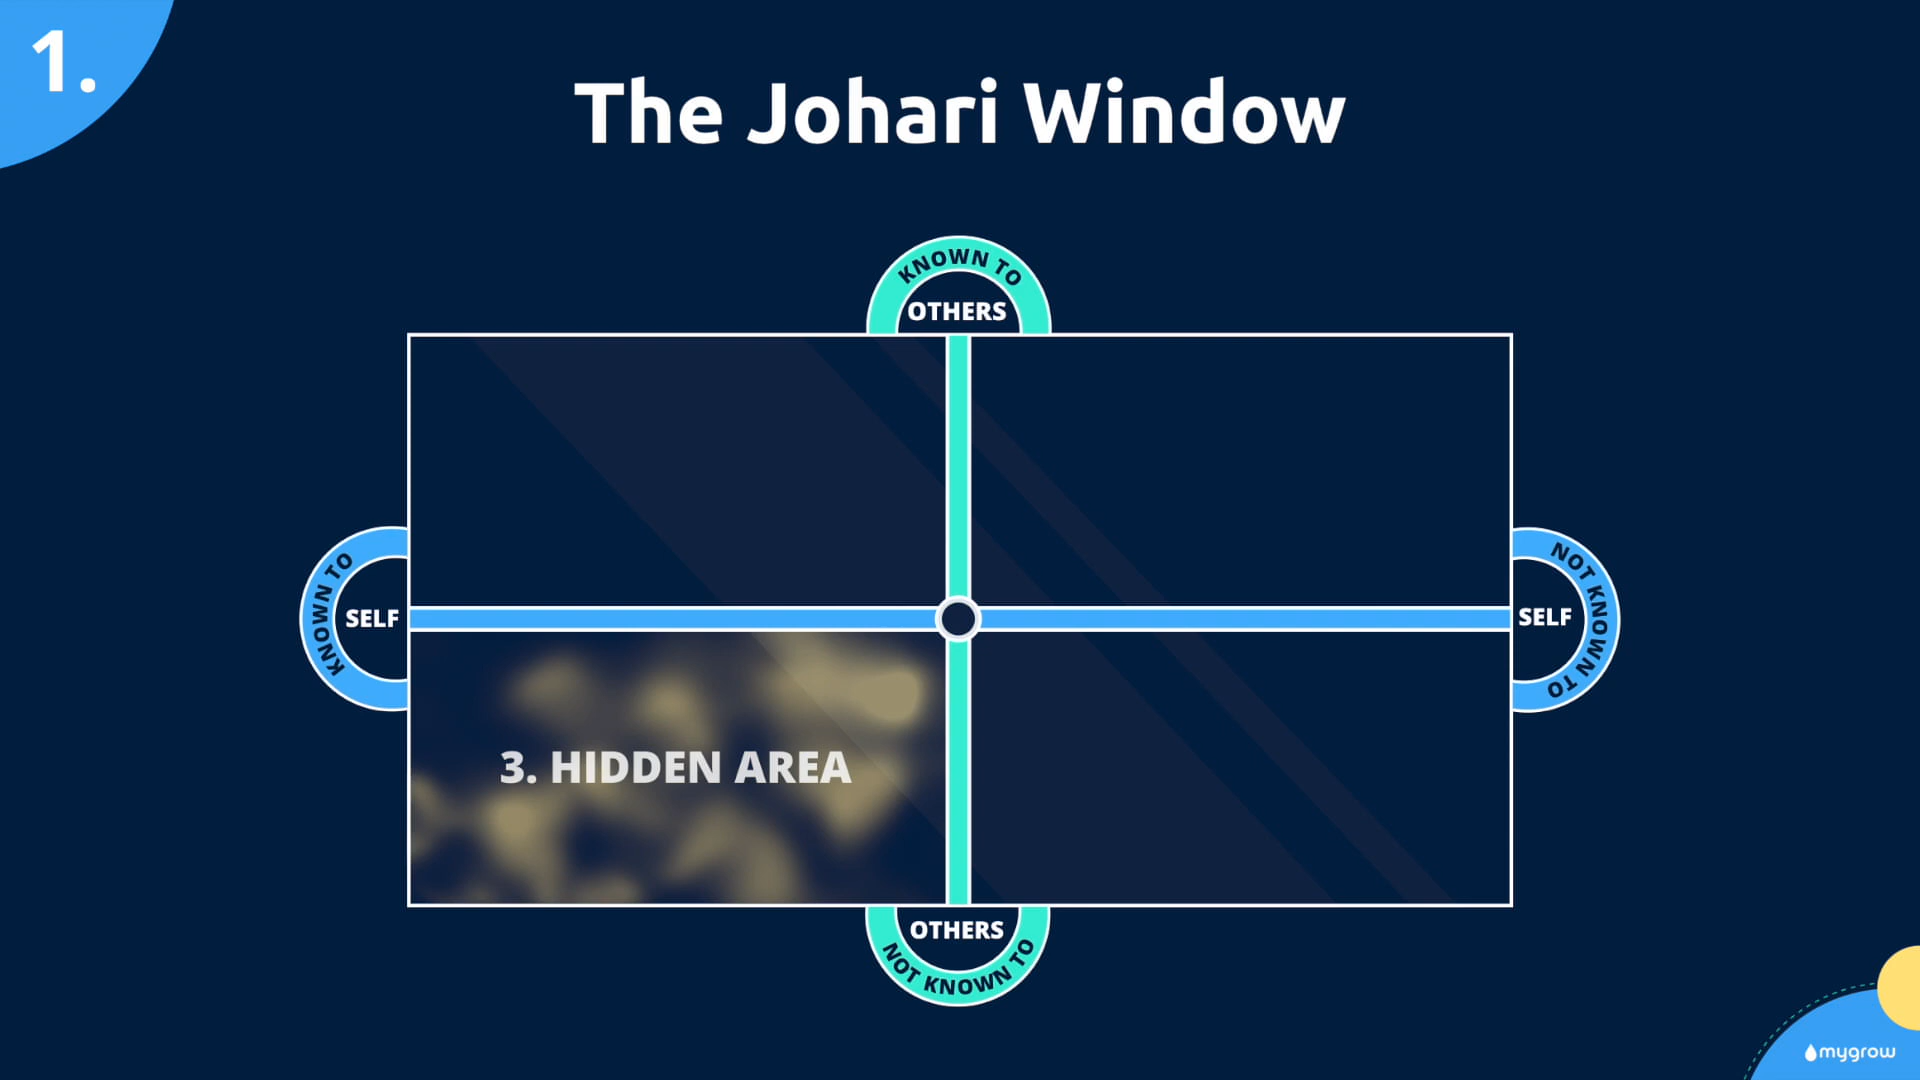 1.
The Johari Window
KNOWN TO
OTHERS
KNOWN TO
SELF
NOT KNOWN TO
SELF
3. HIDDEN AREA
OTHERS
NOT KNOWN TO
mygrow